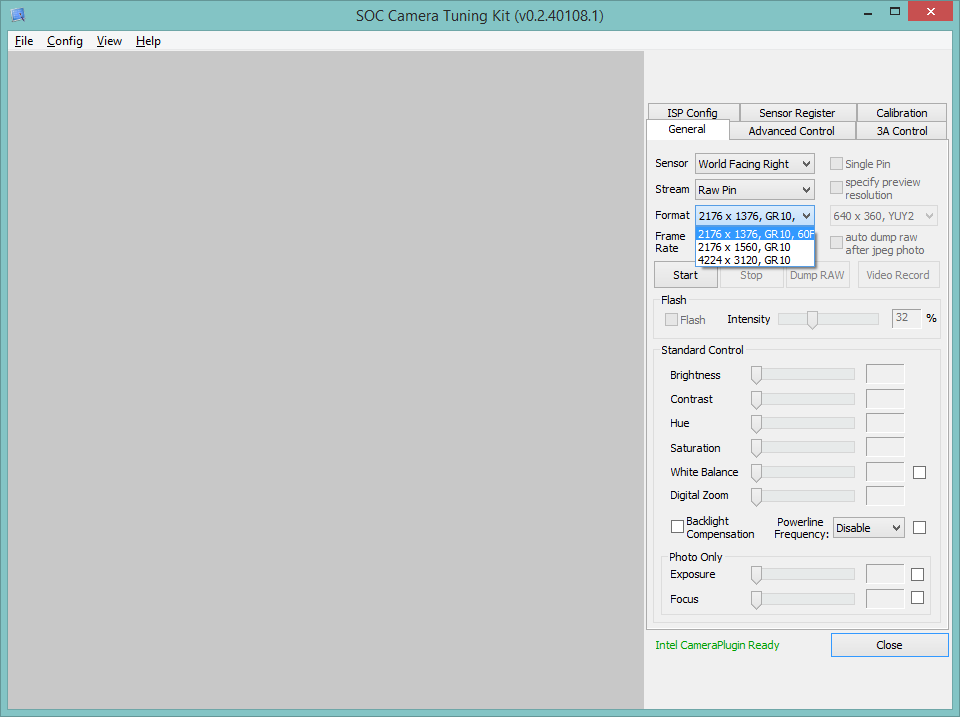 SOC Camera Tuning Kit (v0.2.40108.1)
File Config View Help
ISP Config Sensor Register Calibration
General Advanced Control 3A Control
Sensor World Facing Right Single Pin
Stream Raw Pin specify preview
resolution
Format 2176 x 1376, GR10, 640 x 360, YUY2
2176 x 1376, GR10, 60F
Frame
Rate
2176 x 1560, GR10
4224 x 3120, GR10
auto dump raw
after jpeg photo
Start Stop Dump RAW Video Record
Flash
Flash Intensity 32 %
Standard Control
Brightness
Contrast
Hue
Saturation
White Balance
Digital Zoom
Backlight
Compensation
Powerline
Frequency: Disable
Photo Only
Exposure
Focus
Intel CameraPlugin Ready Close